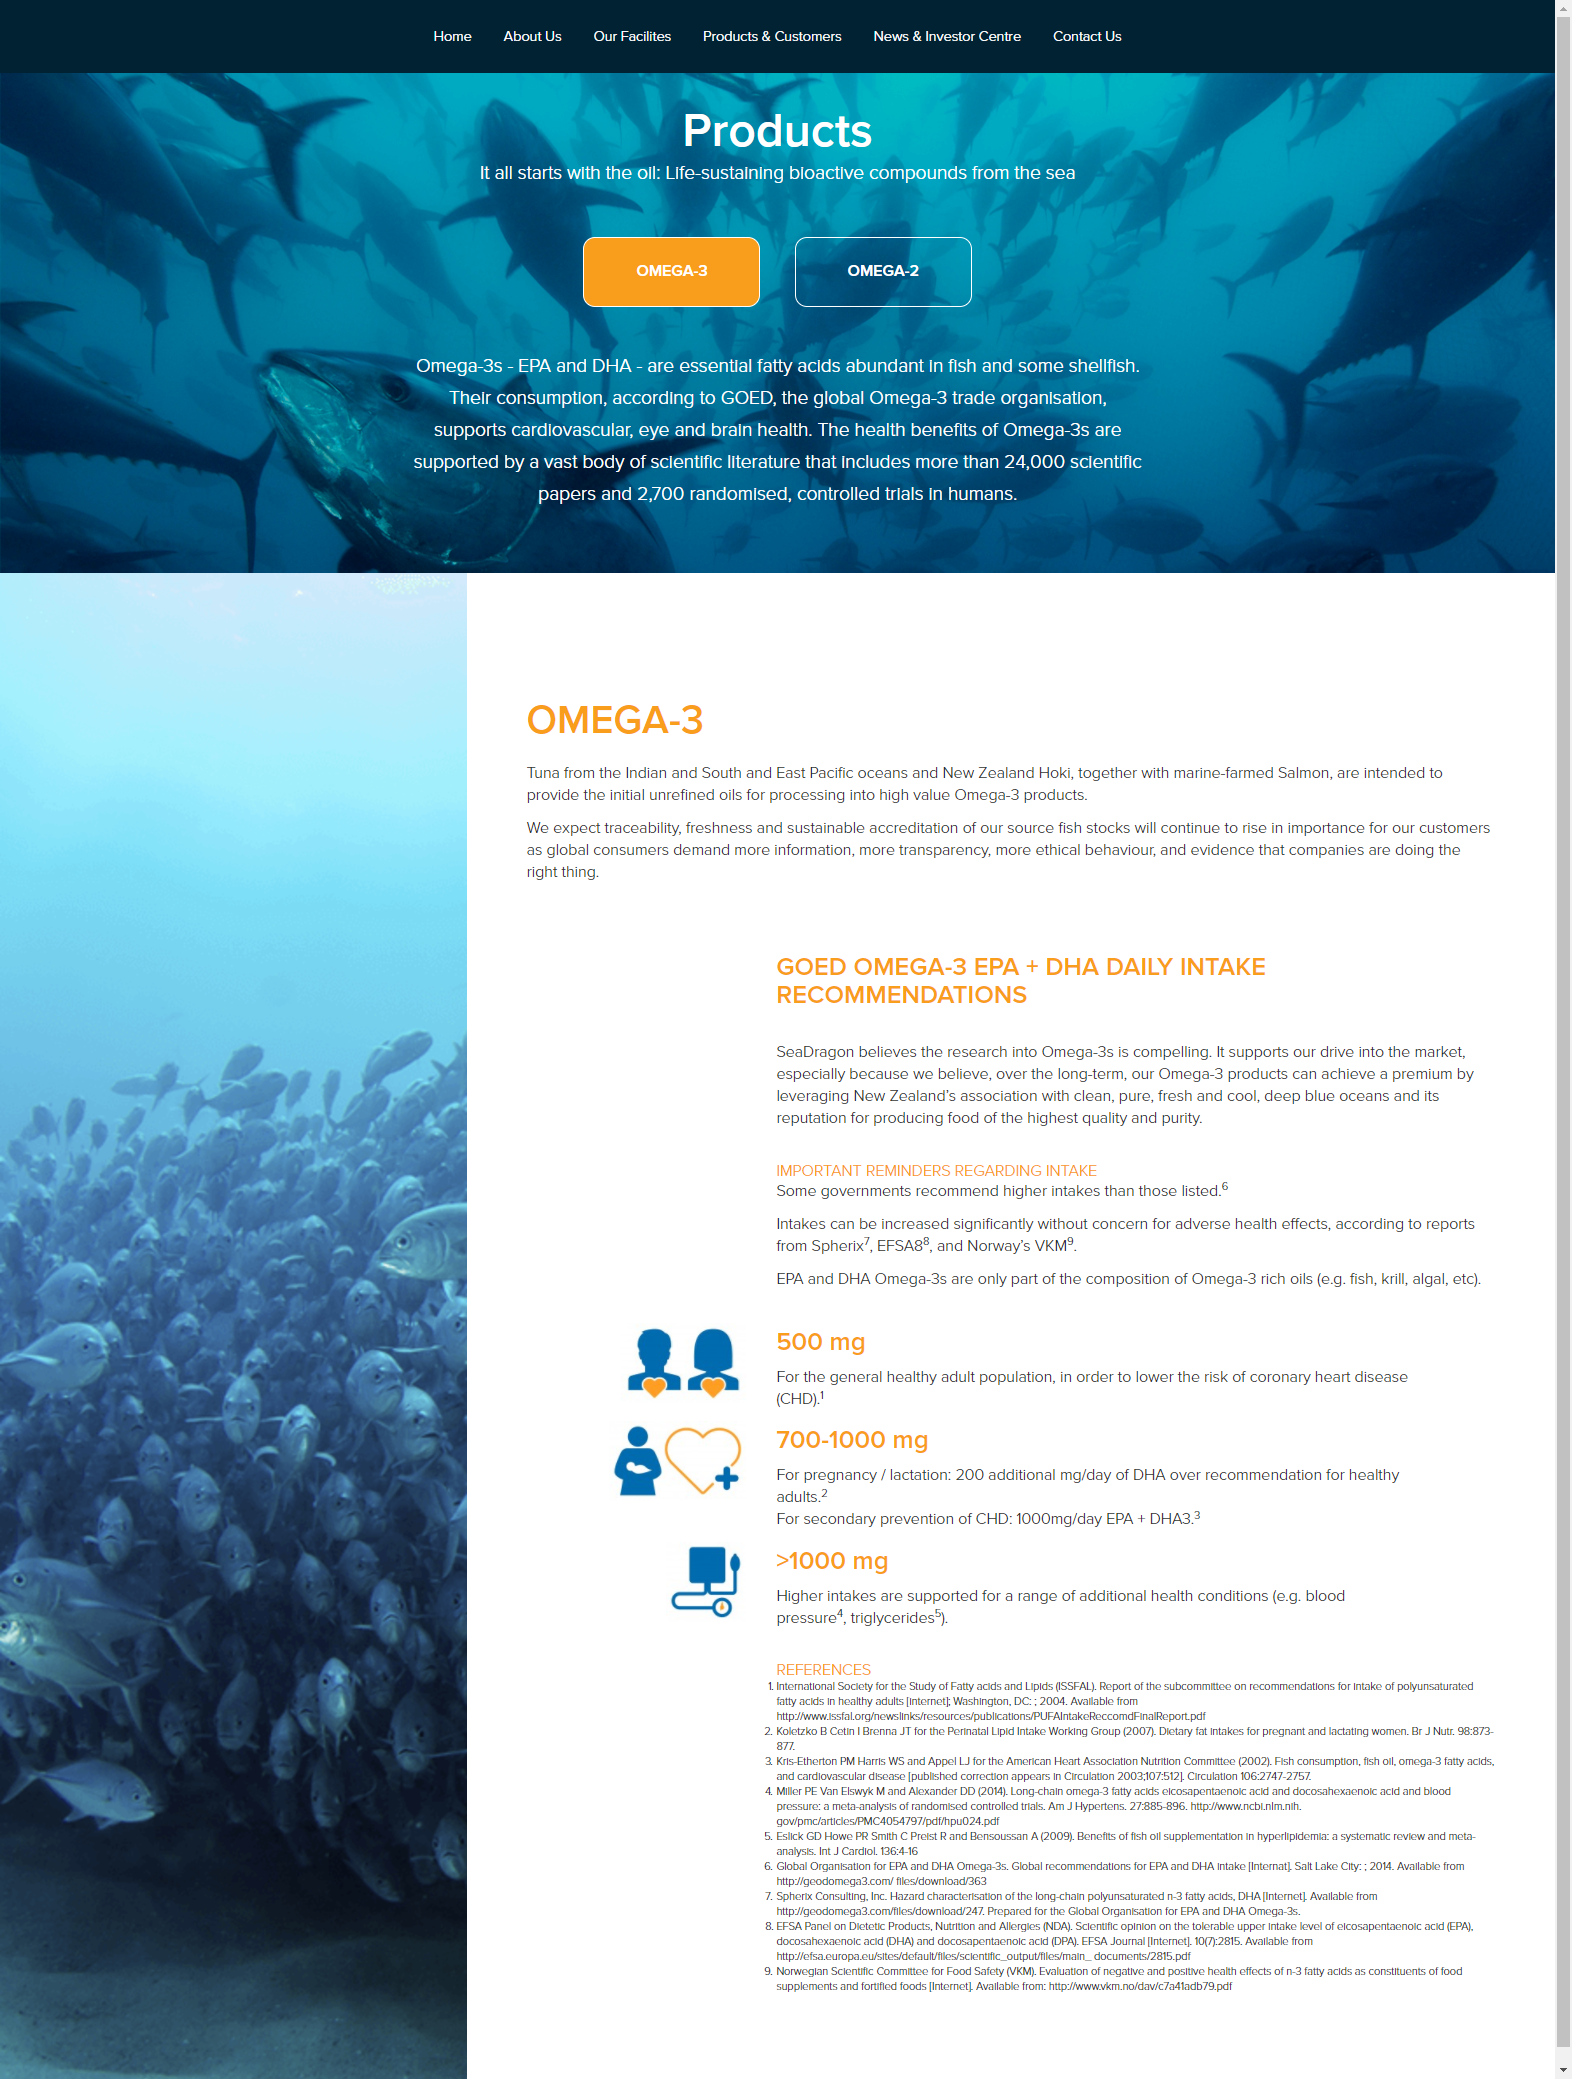 Home About Us Our Facilites Products & Customers News & Investor Centre Contact Us
Products
It all starts with the oil: Life-sustaining bioactive compounds from the sea
OMEGA-3 OMEGA-2
Omega-3s - EPA and DHA - are essential fatty acids abundant in fish and some shellfish.
Their consumption, according to GOED, the global Omega-3 trade organisation,
supports cardiovascular, eye and brain health. The health benefits of Omega-3s are
supported by a vast body of scientific literature that includes more than 24,000 scientific
papers and 2,700 randomised, controlled trials in humans.
OMEGA-3
Tuna from the Indian and South and East Pacific oceans and New Zealand Hoki, together with marine-farmed Salmon, are intended to
provide the initial unrefined oils for processing into high value Omega-3 products.
We expect traceability, freshness and sustainable accreditation of our source fish stocks will continue to rise in importance for our customers
as global consumers demand more information, more transparency, more ethical behaviour, and evidence that companies are doing the
right thing.
GOED OMEGA-3 EPA + DHA DAILY INTAKE
RECOMMENDATIONS
SeaDragon believes the research into Omega-3s is compelling. It supports our drive into the market,
especially because we believe, over the long-term, our Omega-3 products can achieve a premium by
leveraging New Zealand's association with clean, pure, fresh and cool, deep blue oceans and its
reputation for producing food of the highest quality and purity.
IMPORTANT REMINDERS REGARDING INTAKE
Some governments recommend higher intakes than those listed.6
Intakes can be increased significantly without concern for adverse health effects, according to reports
from Spherix7, EFSA88, and Norway's VKM9.
EPA and DHA Omega-3s are only part of the composition of Omega-3 rich oils (e.g. fish, krill, algal, etc).
500 mg
For the general healthy adult population, in order to lower the risk of coronary heart disease
(CHD).1
700-1000 mg
For pregnancy / lactation: 200 additional mg/day of DHA over recommendation for healthy
adults.2
For secondary prevention of CHD: 1000mg/day EPA + DHA3.3
>1000 mg
Higher intakes are supported for a range of additional health conditions (e.g. blood
pressure4, triglycerides5).
REFERENCES
1. International Society for the Study of Fatty acids and Lipids (ISSFAL). Report of the subcommittee on recommendations for intake of polyunsaturated
fatty acids in healthy adults [internet]; Washington, DC: ; 2004. Available from
http://www.issfal.org/newslinks/resources/publications/PUFAIntakeReccomdFinalReport.pdf
2. Koletzko B Cetin I Brenna JT for the Perinatal Lipid Intake Working Group (2007). Dietary fat intakes for pregnant and lactating women. Br J Nutr. 98:873-
877.
3. Kris-Etherton PM Harris WS and Appel LJ for the American Heart Association Nutrition Committee (2002). Fish consumption, fish oil, omega-3 fatty acids,
and cardiovascular disease [published correction appears in Circulation 2003;107:512]. Circulation 106:2747-2757.
4. Miller PE Van Elswyk M and Alexander DD (2014). Long-chain omega-3 fatty acids eicosapentaenoic acid and docosahexaenoic acid and blood
pressure: a meta-analysis of randomised controlled trials. Am J Hypertens. 27:885-896. http://www.ncbi.nlm.nih.
gov/pmc/articles/PMC4054797/pdf/hpu024.pdf
5. Eslick GD Howe PR Smith C Preist R and Bensoussan A (2009). Benefits of fish oil supplementation in hyperlipidemia: a systematic review and meta-
analysis. Int J Cardiol. 136:4-16
6. Global Organisation for EPA and DHA Omega-3s. Global recommendations for EPA and DHA intake [Internat]. Salt Lake City: ; 2014. Available from
http://geodomega3.com/ files/download/363
7. Spherix Consulting, Inc. Hazard characterisation of the long-chain polyunsaturated n-3 fatty acids, DHA [Internet]. Available from
http://geodomega3.com/files/download/247. Prepared for the Global Organisation for EPA and DHA Omega-3s.
8. EFSA Panel on Dietetic Products, Nutrition and Allergies (NDA). Scientific opinion on the tolerable upper intake level of eicosapentaenoic acid (EPA),
docosahexaenoic acid (DHA) and docosapentaenoic acid (DPA). EFSA Journal [Internet]. 10(7):2815. Available from
http://efsa.europa.eu/sites/default/files/scientific_output/files/main_ documents/2815.pdf
9. Norwegian Scientific Committee for Food Safety (VKM). Evaluation of negative and positive health effects of n-3 fatty acids as constituents of food
supplements and fortified foods [Internet]. Available from: http://www.vkm.no/dav/c7a41adb79.pdf